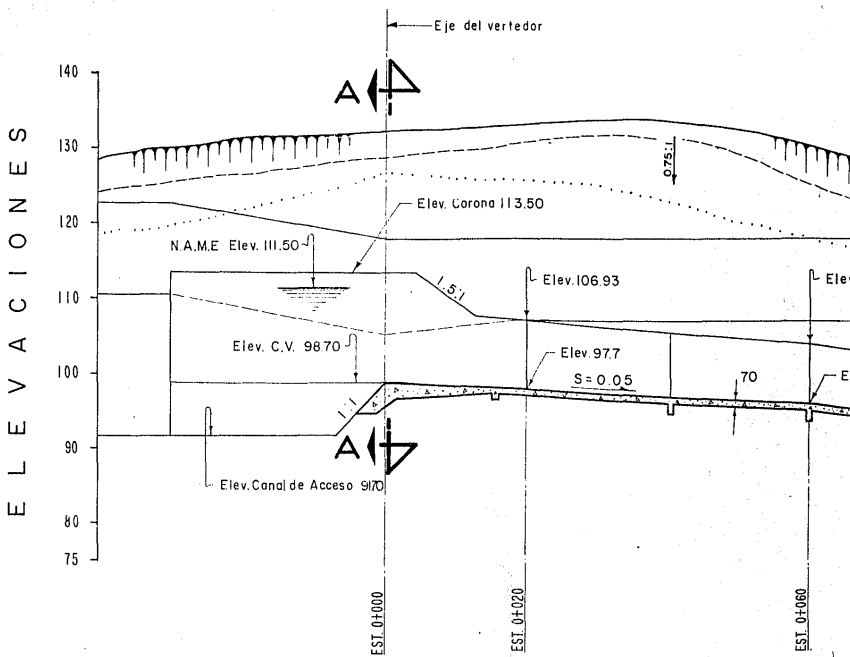 Eje del vertedor
A
ELEVACIONES
140
130
120
110
100
90
80
75
0.75:1
Elev. Corona 113.50
N.A.M.E Elev. 111.50
1.5:1
Elev.106.93
Elev. C.V. 98.70
Elev.97.7
S=0.05
70
1:1
A
Elev.Canal de Acceso 91.70
EST. 0+000
EST. 0+020
EST. 0+060